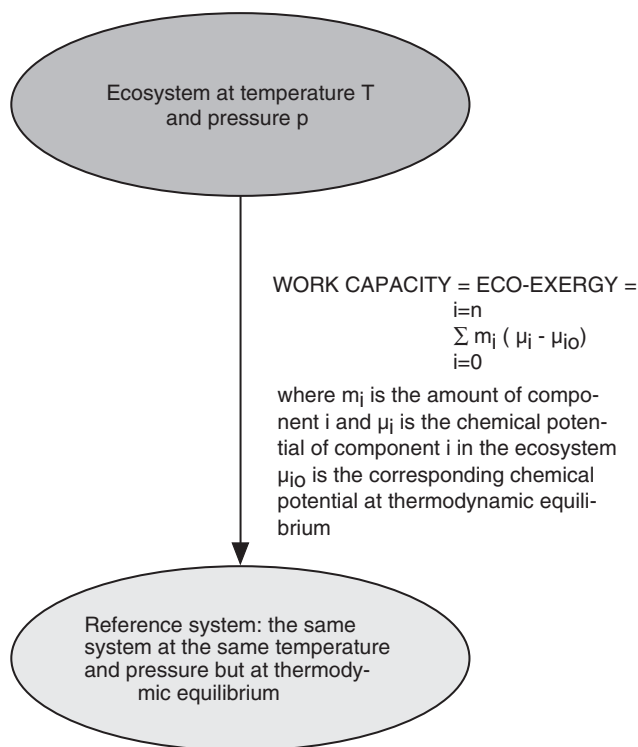 Ecosystem at temperature T
and pressure p
WORK CAPACITY = ECO-EXERGY =
i=n
Σ mi ( μi - μio)
i=0
where mi is the amount of compo-
nent i and μi is the chemical poten-
tial of component i in the ecosystem
μio is the corresponding chemical
potential at thermodynamic equili-
brium
Reference system: the same
system at the same temperature
and pressure but at thermody-
mic equilibrium